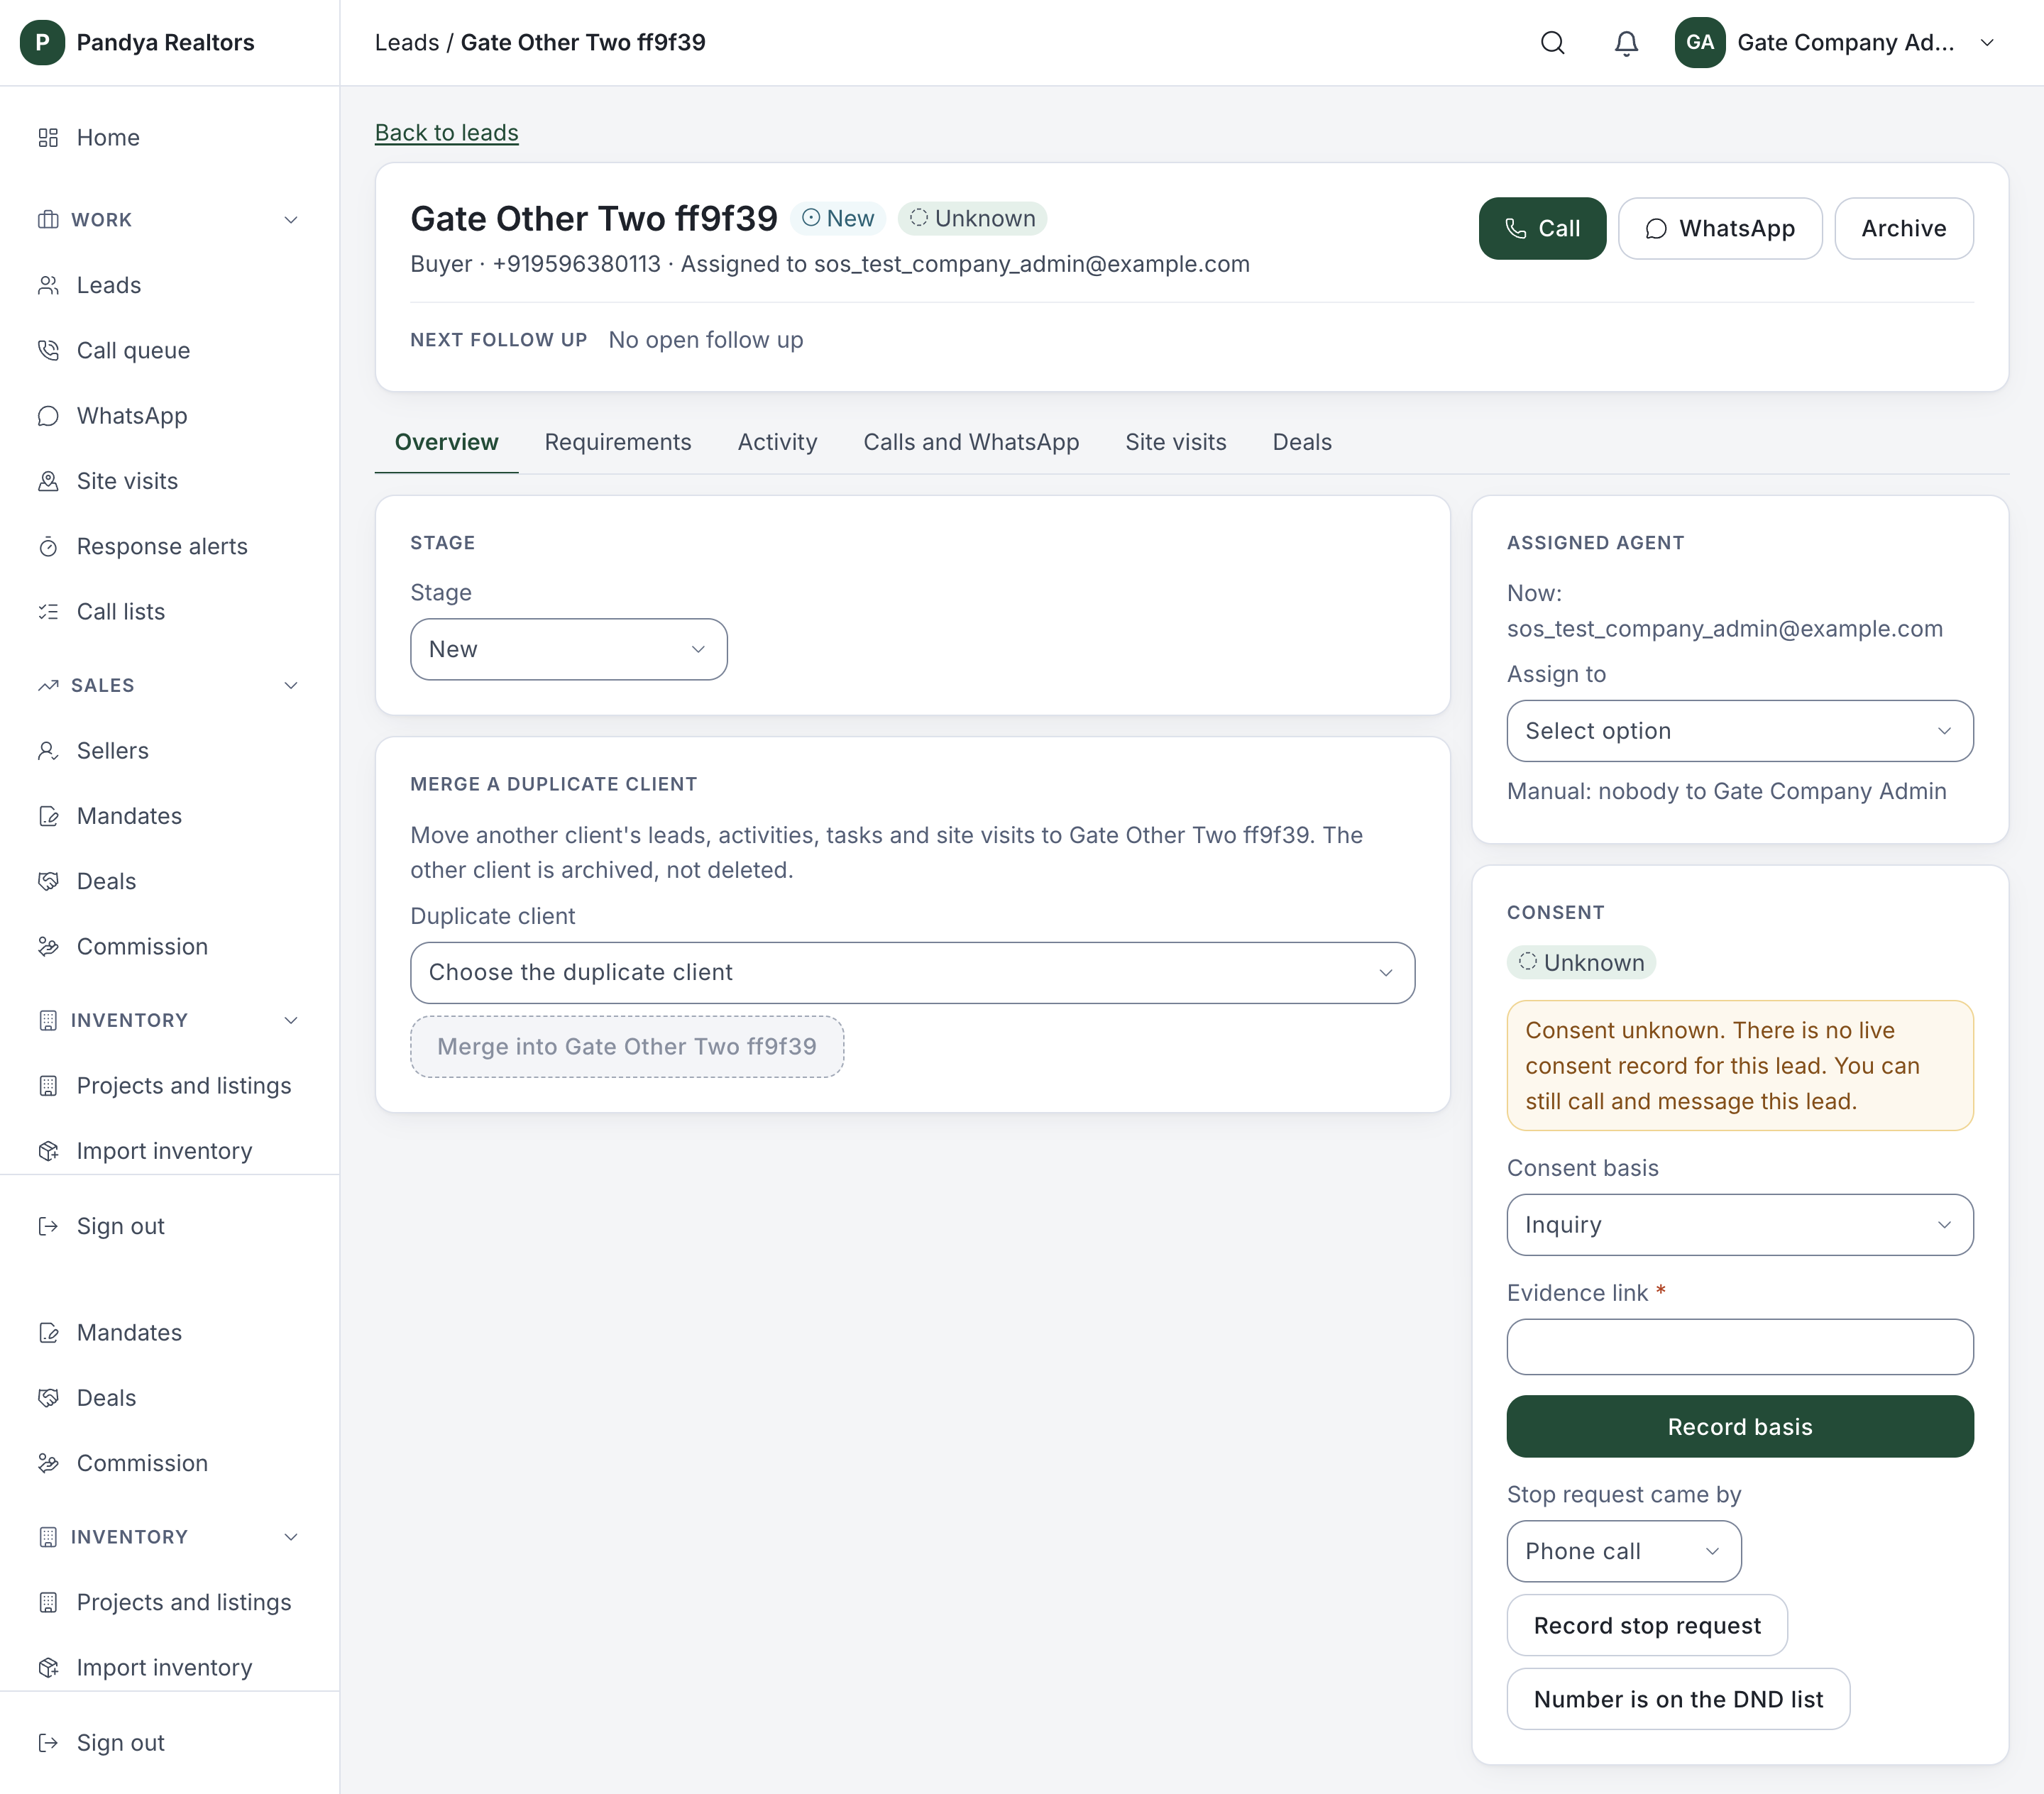 P Pandya Realtors
Leads / Gate Other Two ff9f39
GA Gate Company Ad...
Home
WORK
Leads
Call queue
WhatsApp
Site visits
Response alerts
Call lists
SALES
Sellers
Mandates
Deals
Commission
INVENTORY
Projects and listings
Import inventory
Sign out
Mandates
Deals
Commission
INVENTORY
Projects and listings
Import inventory
Sign out
Back to leads
Gate Other Two ff9f39 New Unknown
Call WhatsApp Archive
Buyer · +919596380113 · Assigned to sos_test_company_admin@example.com
NEXT FOLLOW UP No open follow up
Overview Requirements Activity Calls and WhatsApp Site visits Deals
STAGE
Stage
New
MERGE A DUPLICATE CLIENT
Move another client's leads, activities, tasks and site visits to Gate Other Two ff9f39. The
other client is archived, not deleted.
Duplicate client
Choose the duplicate client
Merge into Gate Other Two ff9f39
ASSIGNED AGENT
Now:
sos_test_company_admin@example.com
Assign to
Select option
Manual: nobody to Gate Company Admin
CONSENT
Unknown
Consent unknown. There is no live
consent record for this lead. You can
still call and message this lead.
Consent basis
Inquiry
Evidence link *
Record basis
Stop request came by
Phone call
Record stop request
Number is on the DND list